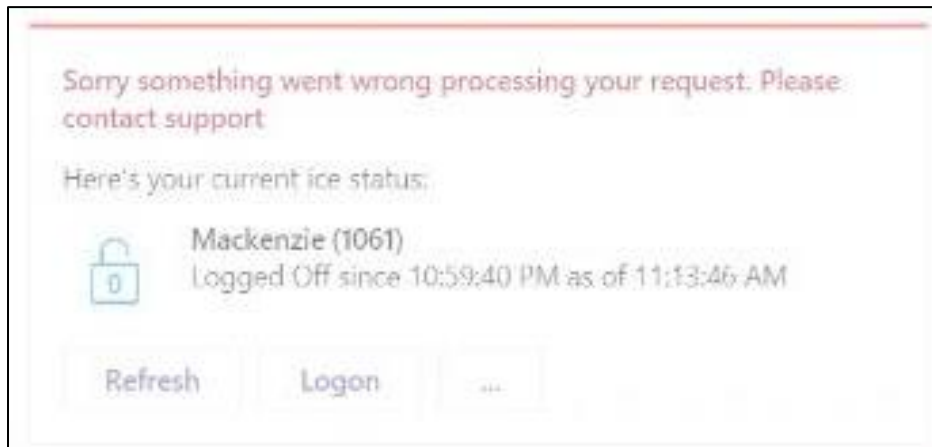 Sorry something went wrong processing your request. Please
contact support
Here's your current ice status:
Mackenzie (1061)
0
Logged Off since 10:59:40 PM as of 11:13:46 AM
Refresh Logon ...